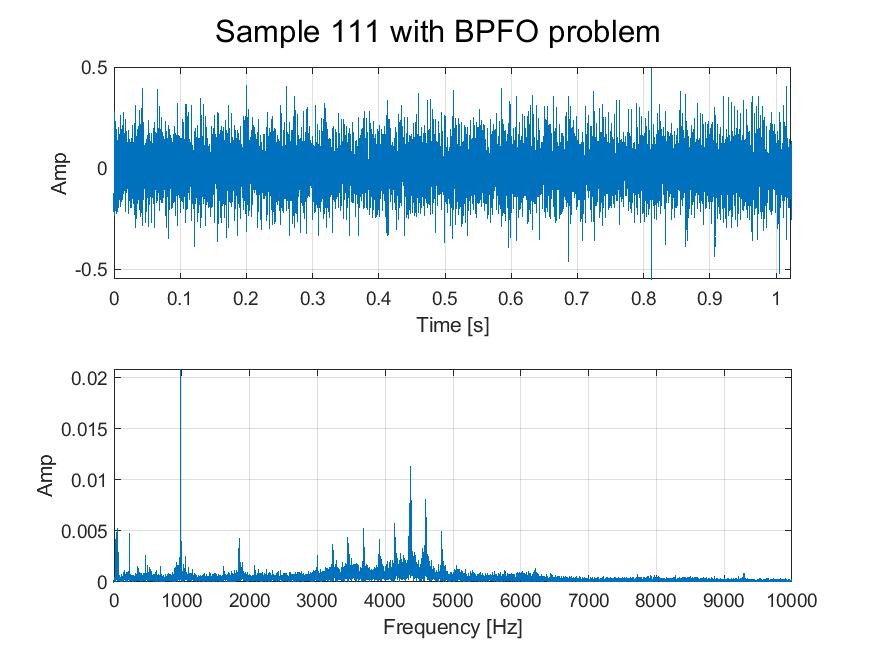 Sample 111 with BPFO problem
0.5
0
-0.5
Amp
0 0.1 0.2 0.3 0.4 0.5 0.6 0.7 0.8 0.9 1
Time [s]
0.02
0.015
0.01
0.005
0
Amp
0 1000 2000 3000 4000 5000 6000 7000 8000 9000 10000
Frequency [Hz]